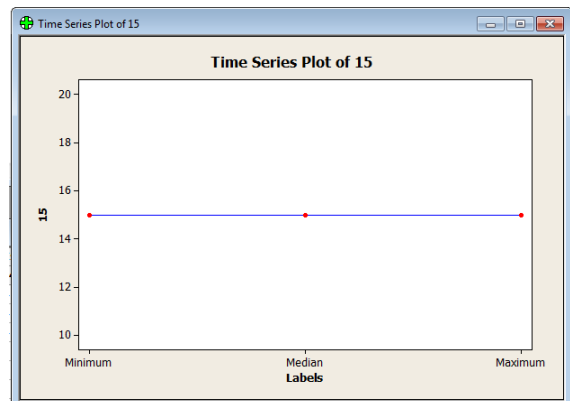 Time Series Plot of 15
Time Series Plot of 15
20
18
16
14
12
10
15
Minimum Median Maximum
Labels